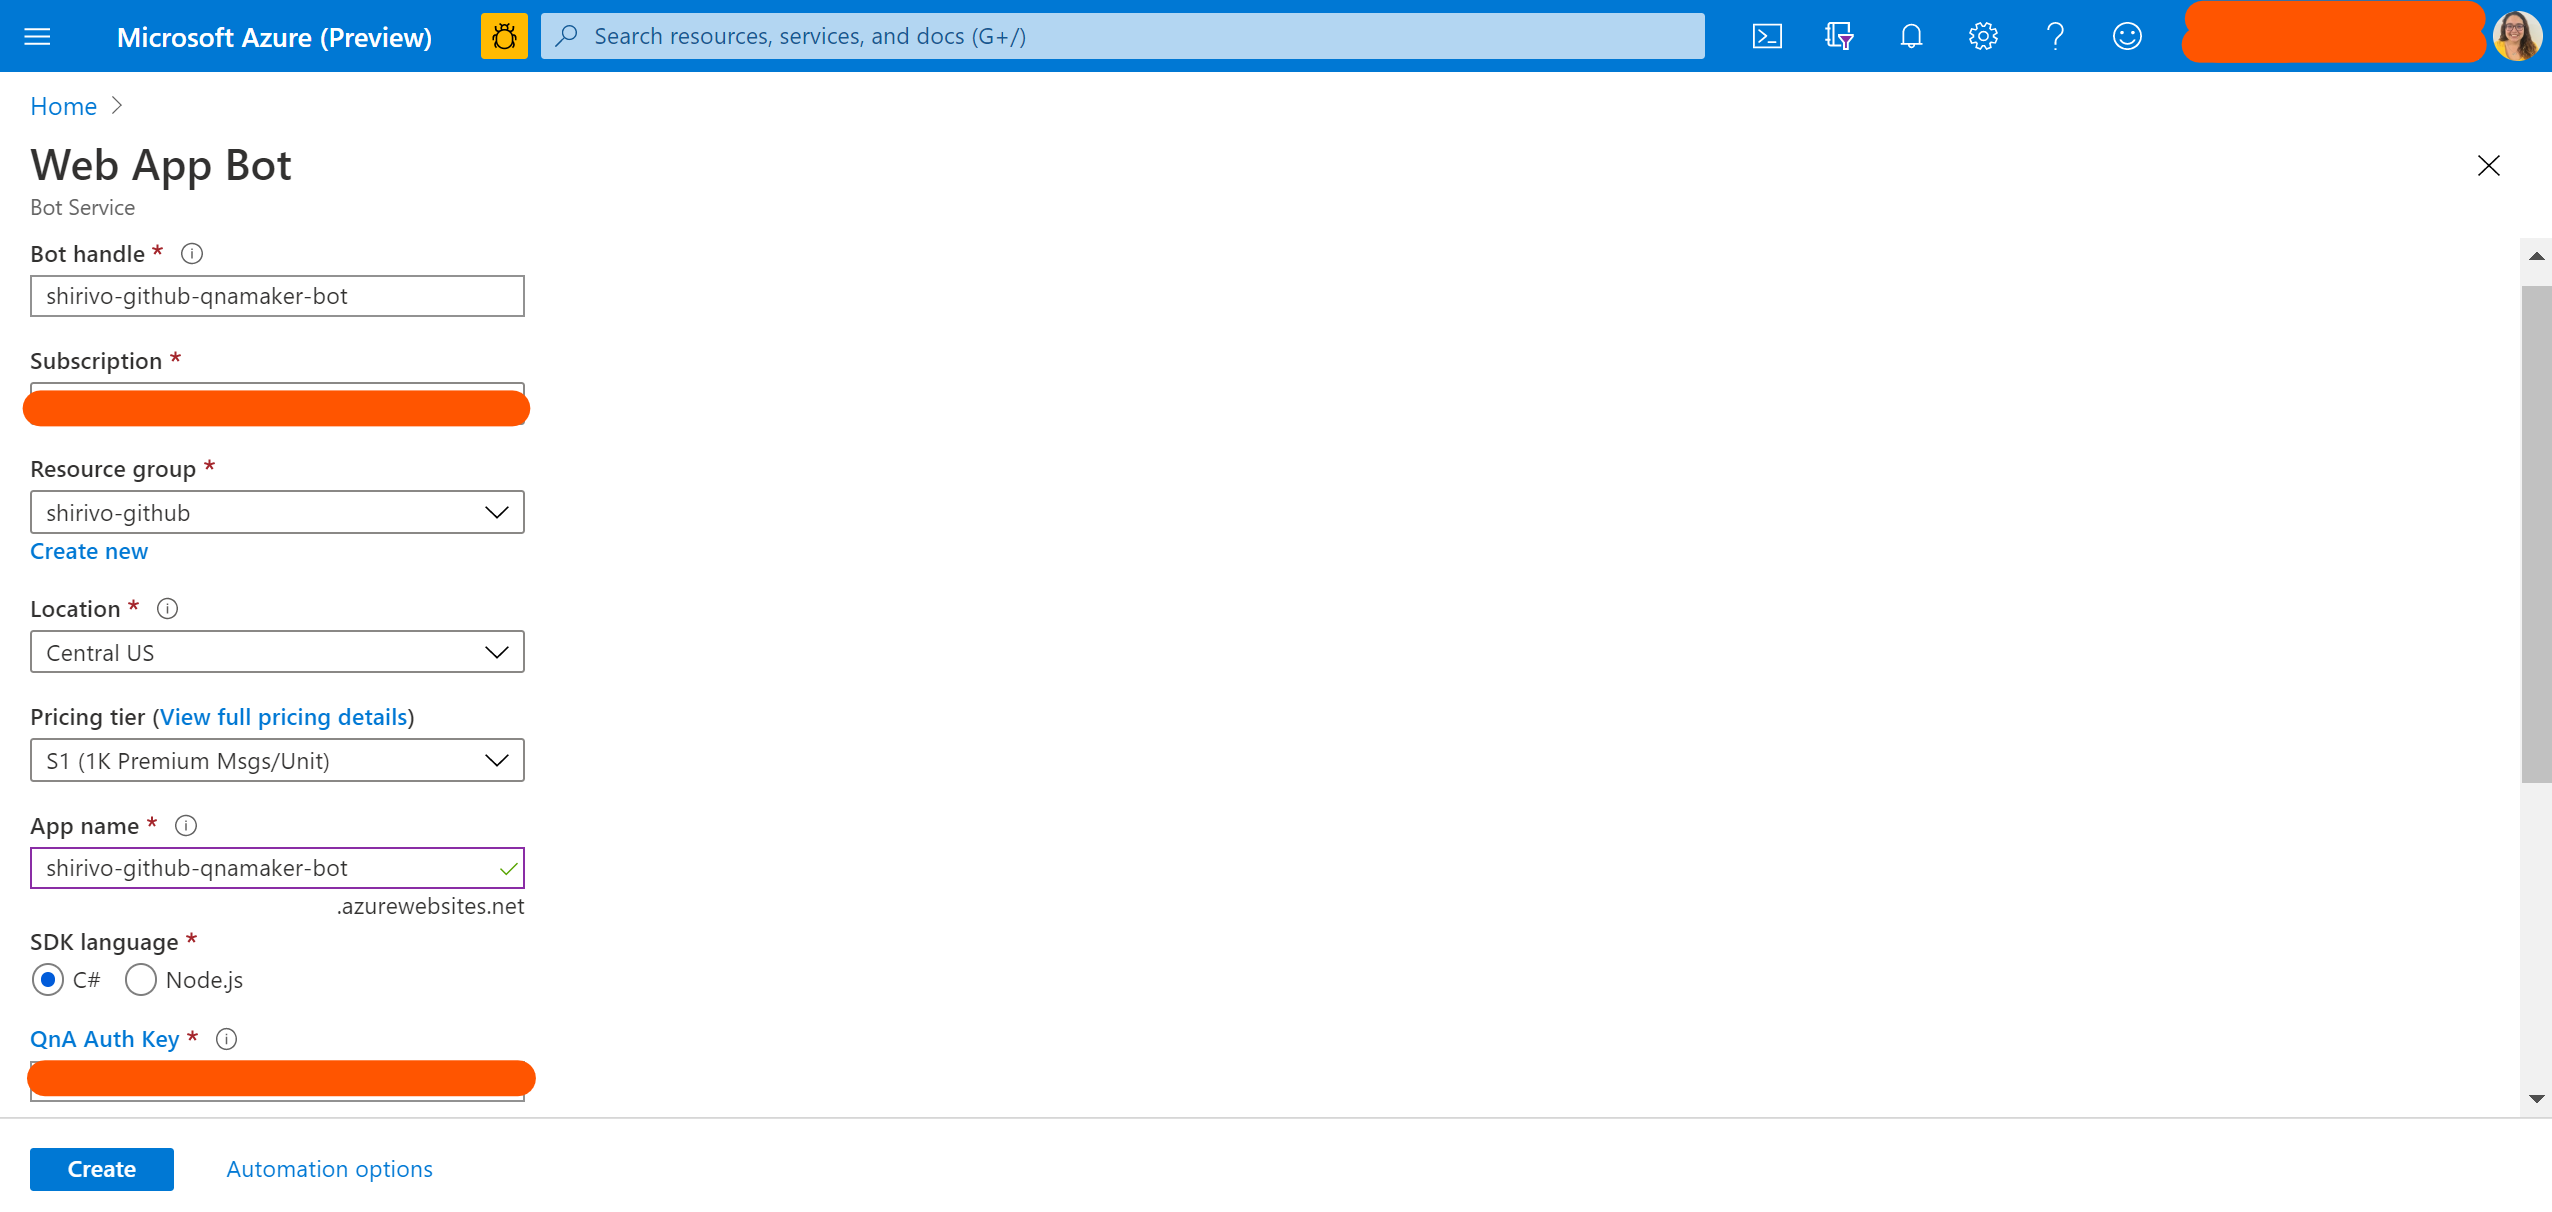 Microsoft Azure (Preview)
Search resources, services, and docs (G+/)
Home
Web App Bot
Bot Service
Bot handle *
shirivo-github-qnamaker-bot
Subscription *
Resource group *
shirivo-github
Create new
Location *
Central US
Pricing tier (View full pricing details)
S1 (1K Premium Msgs/Unit)
App name *
shirivo-github-qnamaker-bot
.azurewebsites.net
SDK language *
C# Node.js
QnA Auth Key *
Create Automation options